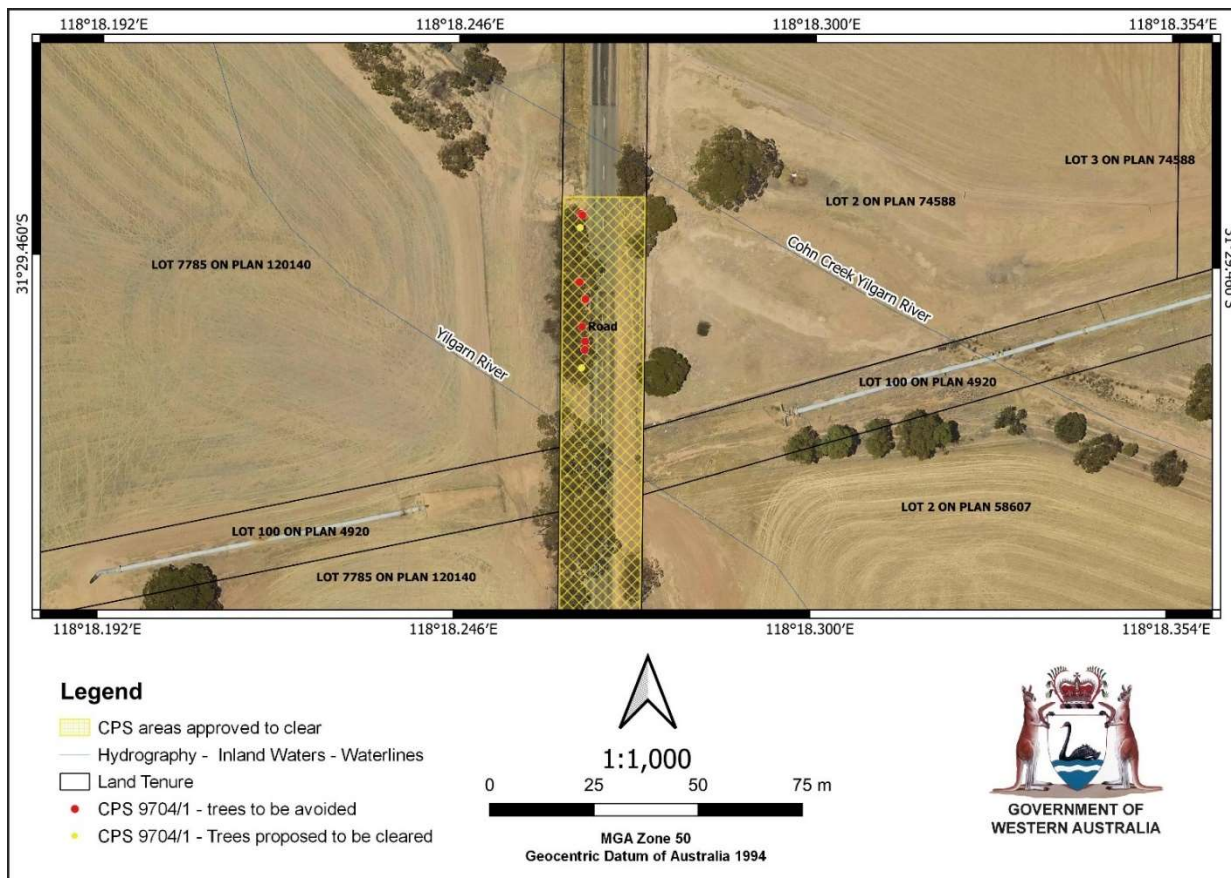 118°18.192′E
118°18.246′E
118°18.300′E
118°18.354′E
31°29.460′S
31°29.460′S
LOT 3 ON PLAN 74588
LOT 2 ON PLAN 74588
LOT 7785 ON PLAN 120140
Cohn Creek Yilgarn River
Road
Yilgarn River
LOT 100 ON PLAN 4920
LOT 2 ON PLAN 58607
LOT 100 ON PLAN 4920
LOT 7785 ON PLAN 120140
118°18.192′E
118°18.246′E
118°18.300′E
118°18.354′E
Legend
CPS areas approved to clear
Hydrography - Inland Waters - Waterlines
Land Tenure
CPS 9704/1 - trees to be avoided
CPS 9704/1 - Trees proposed to be cleared
1:1,000
0 25 50 75 m
MGA Zone 50
Geocentric Datum of Australia 1994
GOVERNMENT OF
WESTERN AUSTRALIA